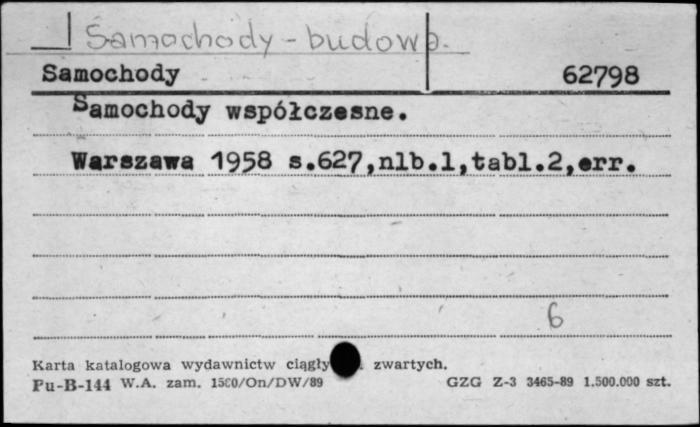 Samochody - budowa.
Samochody 62798
Samochody współczesne.
Warszawa 1958 s.627,nlb.1,tabl.2,err.
6
Karta katalogowa wydawnictw ciągły zwartych.
Pu-B-144 W.A. zam. 1500/On/DW/89 GZG Z-3 3465-89 1.500.000 szt.